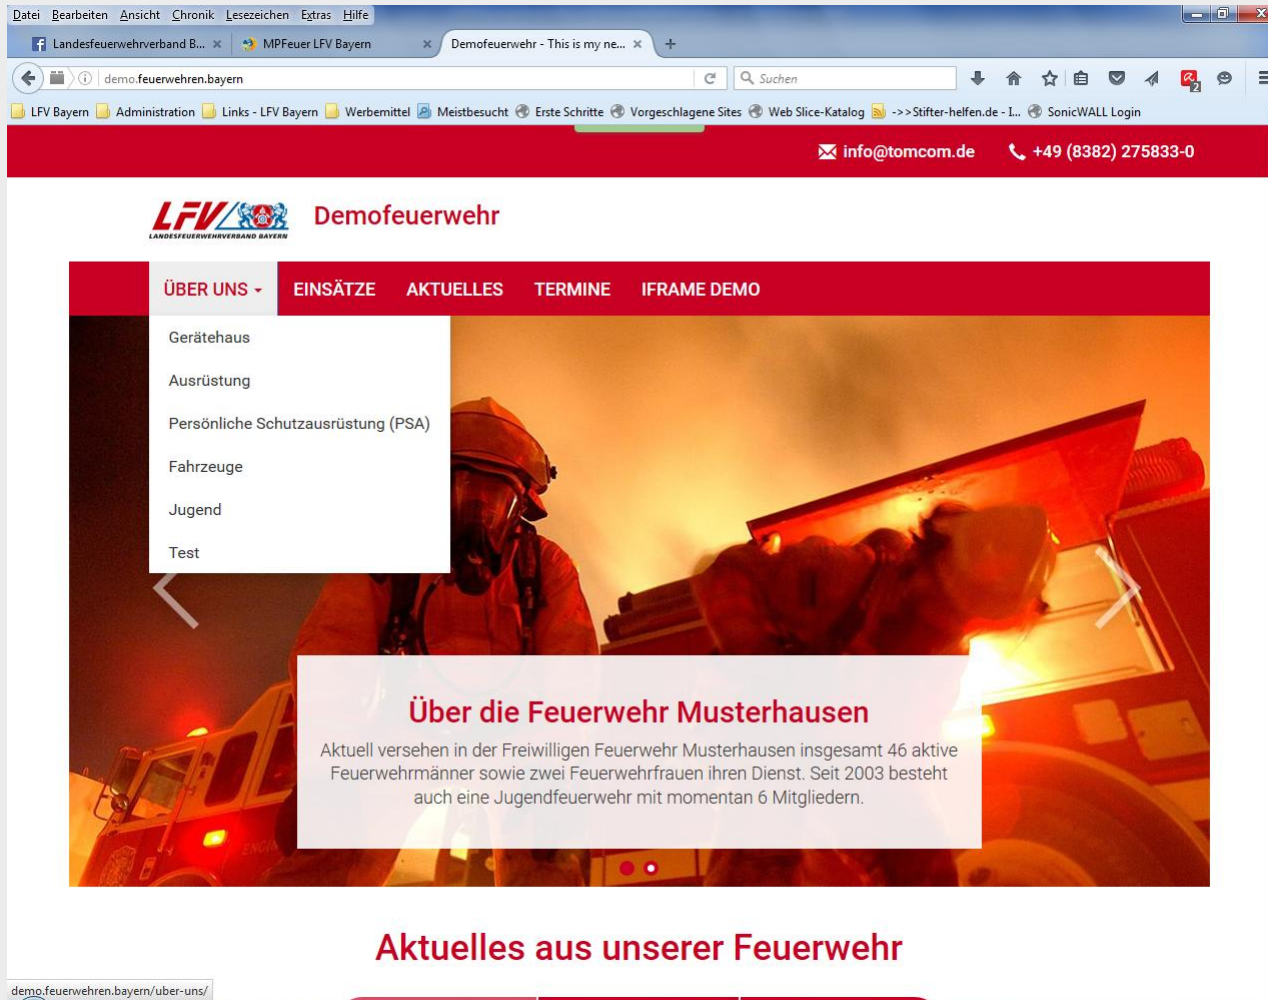 Datei Bearbeiten Ansicht Chronik Lesezeichen Extras Hilfe
Landesfeuerwehrverband B... MPFeuer LFV Bayern Demofeuerwehr - This is my ne...
demo.feuerwehren.bayern Suchen 2
LFV Bayern Administration Links - LFV Bayern Werbemittel Meistbesucht Erste Schritte Vorgeschlagene Sites Web Slice-Katalog ->>Stifter-helfen.de - I... SonicWALL Login
info@tomcom.de +49 (8382) 275833-0
LFV Demofeuerwehr
LANDESFEUERWEHRVERBAND BAYERN
ÜBER UNS EINSÄTZE AKTUELLES TERMINE IFRAME DEMO
Gerätehaus
Ausrüstung
Persönliche Schutzausrüstung (PSA)
Fahrzeuge
Jugend
Test
Über die Feuerwehr Musterhausen
Aktuell versehen in der Freiwilligen Feuerwehr Musterhausen insgesamt 46 aktive
Feuerwehrmänner sowie zwei Feuerwehrfrauen ihren Dienst. Seit 2003 besteht
auch eine Jugendfeuerwehr mit momentan 6 Mitgliedern.
Aktuelles aus unserer Feuerwehr
demo.feuerwehren.bayern/uber-uns/